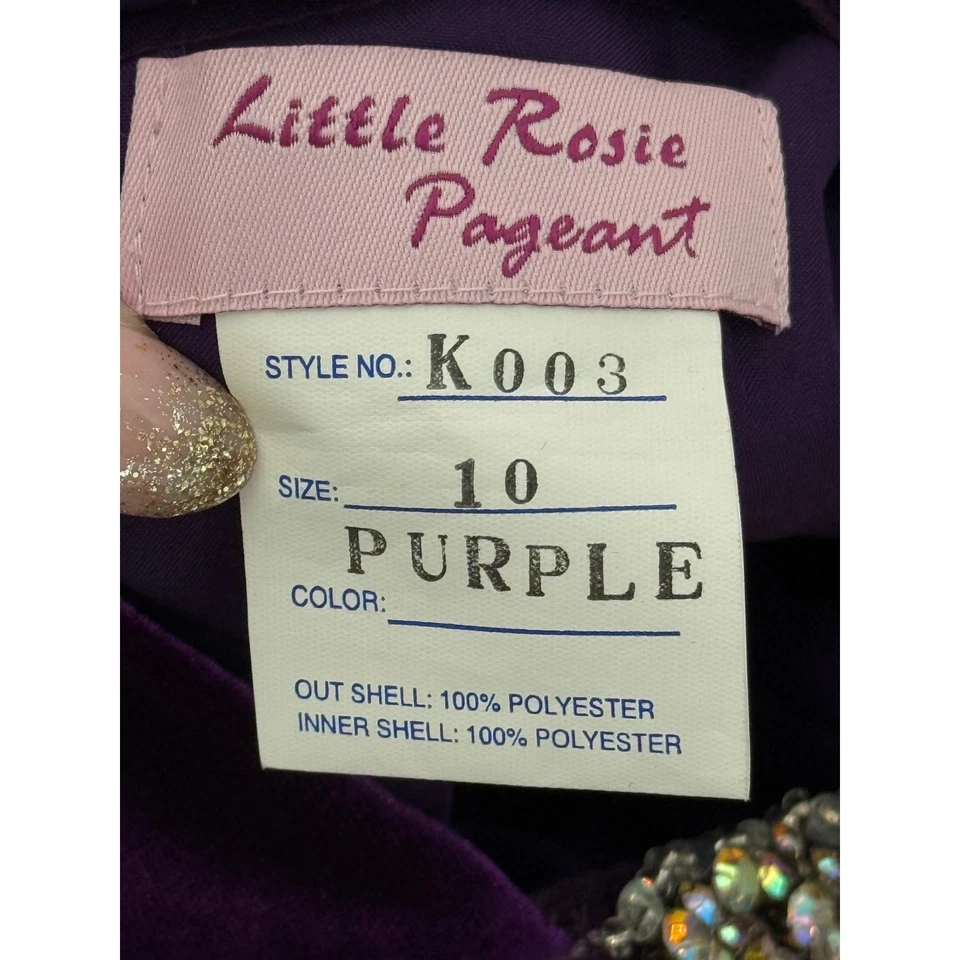 Little Rosie
Pageant
STYLE NO.: K003
SIZE: 10
PURPLE
COLOR:
OUT SHELL: 100% POLYESTER
INNER SHELL: 100% POLYESTER